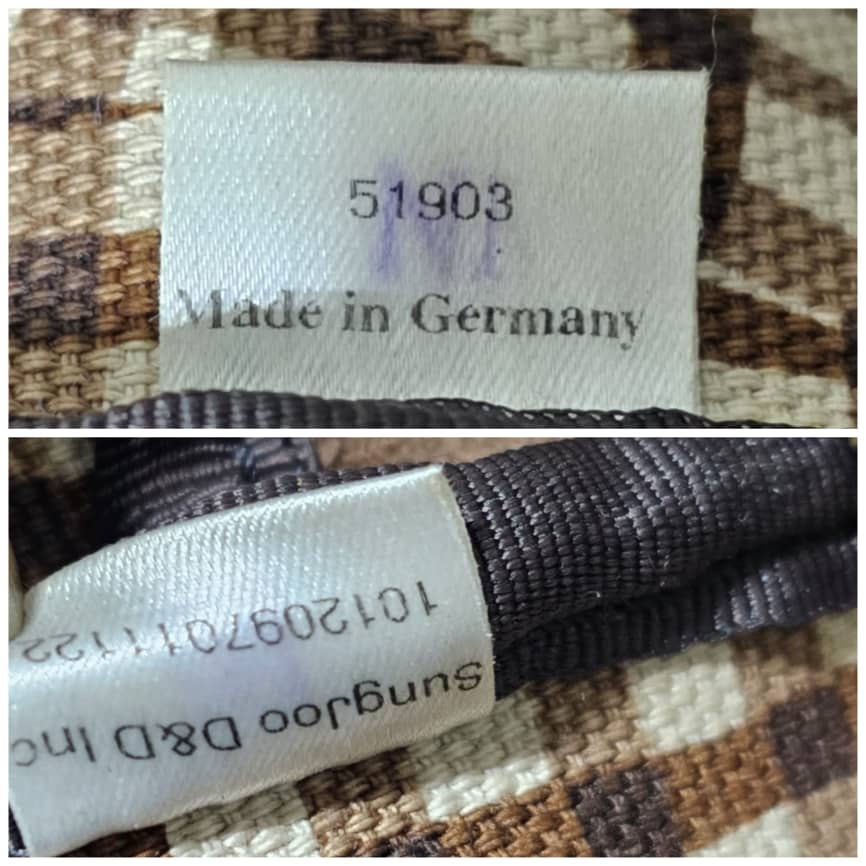 51903
M
Made in Germany
1012097011122
SungJoo D&D Inc